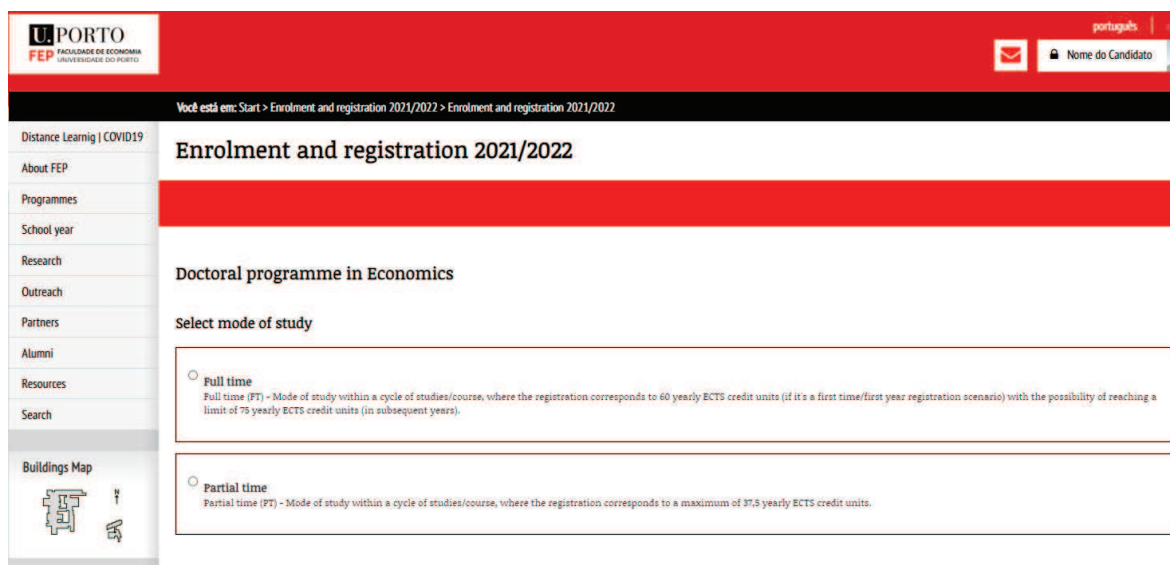 U. PORTO
FEP FACULDADE DE ECONOMIA
UNIVERSIDADE DO PORTO
português
Nome do Candidato
Você está em: Start > Enrolment and registration 2021/2022 > Enrolment and registration 2021/2022
Distance Learnig | COVID19
About FEP
Programmes
School year
Research
Outreach
Partners
Alumni
Resources
Search
Buildings Map
N
Enrolment and registration 2021/2022
Doctoral programme in Economics
Select mode of study
Full time
Full time (FT) - Mode of study within a cycle of studies/course, where the registration corresponds to 60 yearly ECTS credit units (if it's a first time/first year registration scenario) with the possibility of reaching a
limit of 75 yearly ECTS credit units (in subsequent years).
Partial time
Partial time (PT) - Mode of study within a cycle of studies/course, where the registration corresponds to a maximum of 37,5 yearly ECTS credit units.